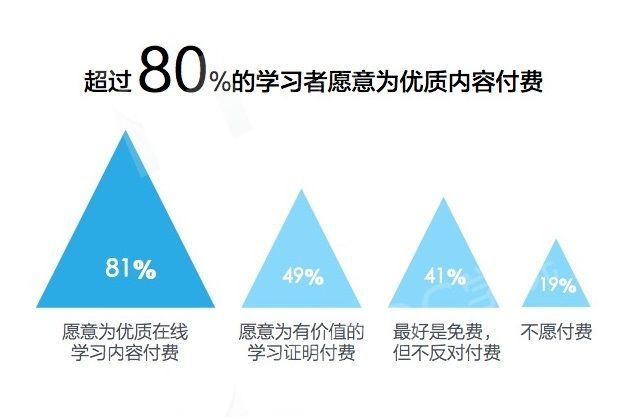 超过80%的学习者愿意为优质内容付费
81%
49%
41%
19%
愿意为优质在线
学习内容付费
愿意为有价值的
学习证明付费
最好是免费，
但不反对付费
不愿付费